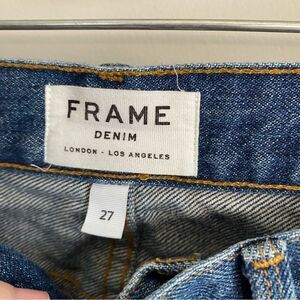 FRAME
DENIM
LONDON - LOS ANGELES
27